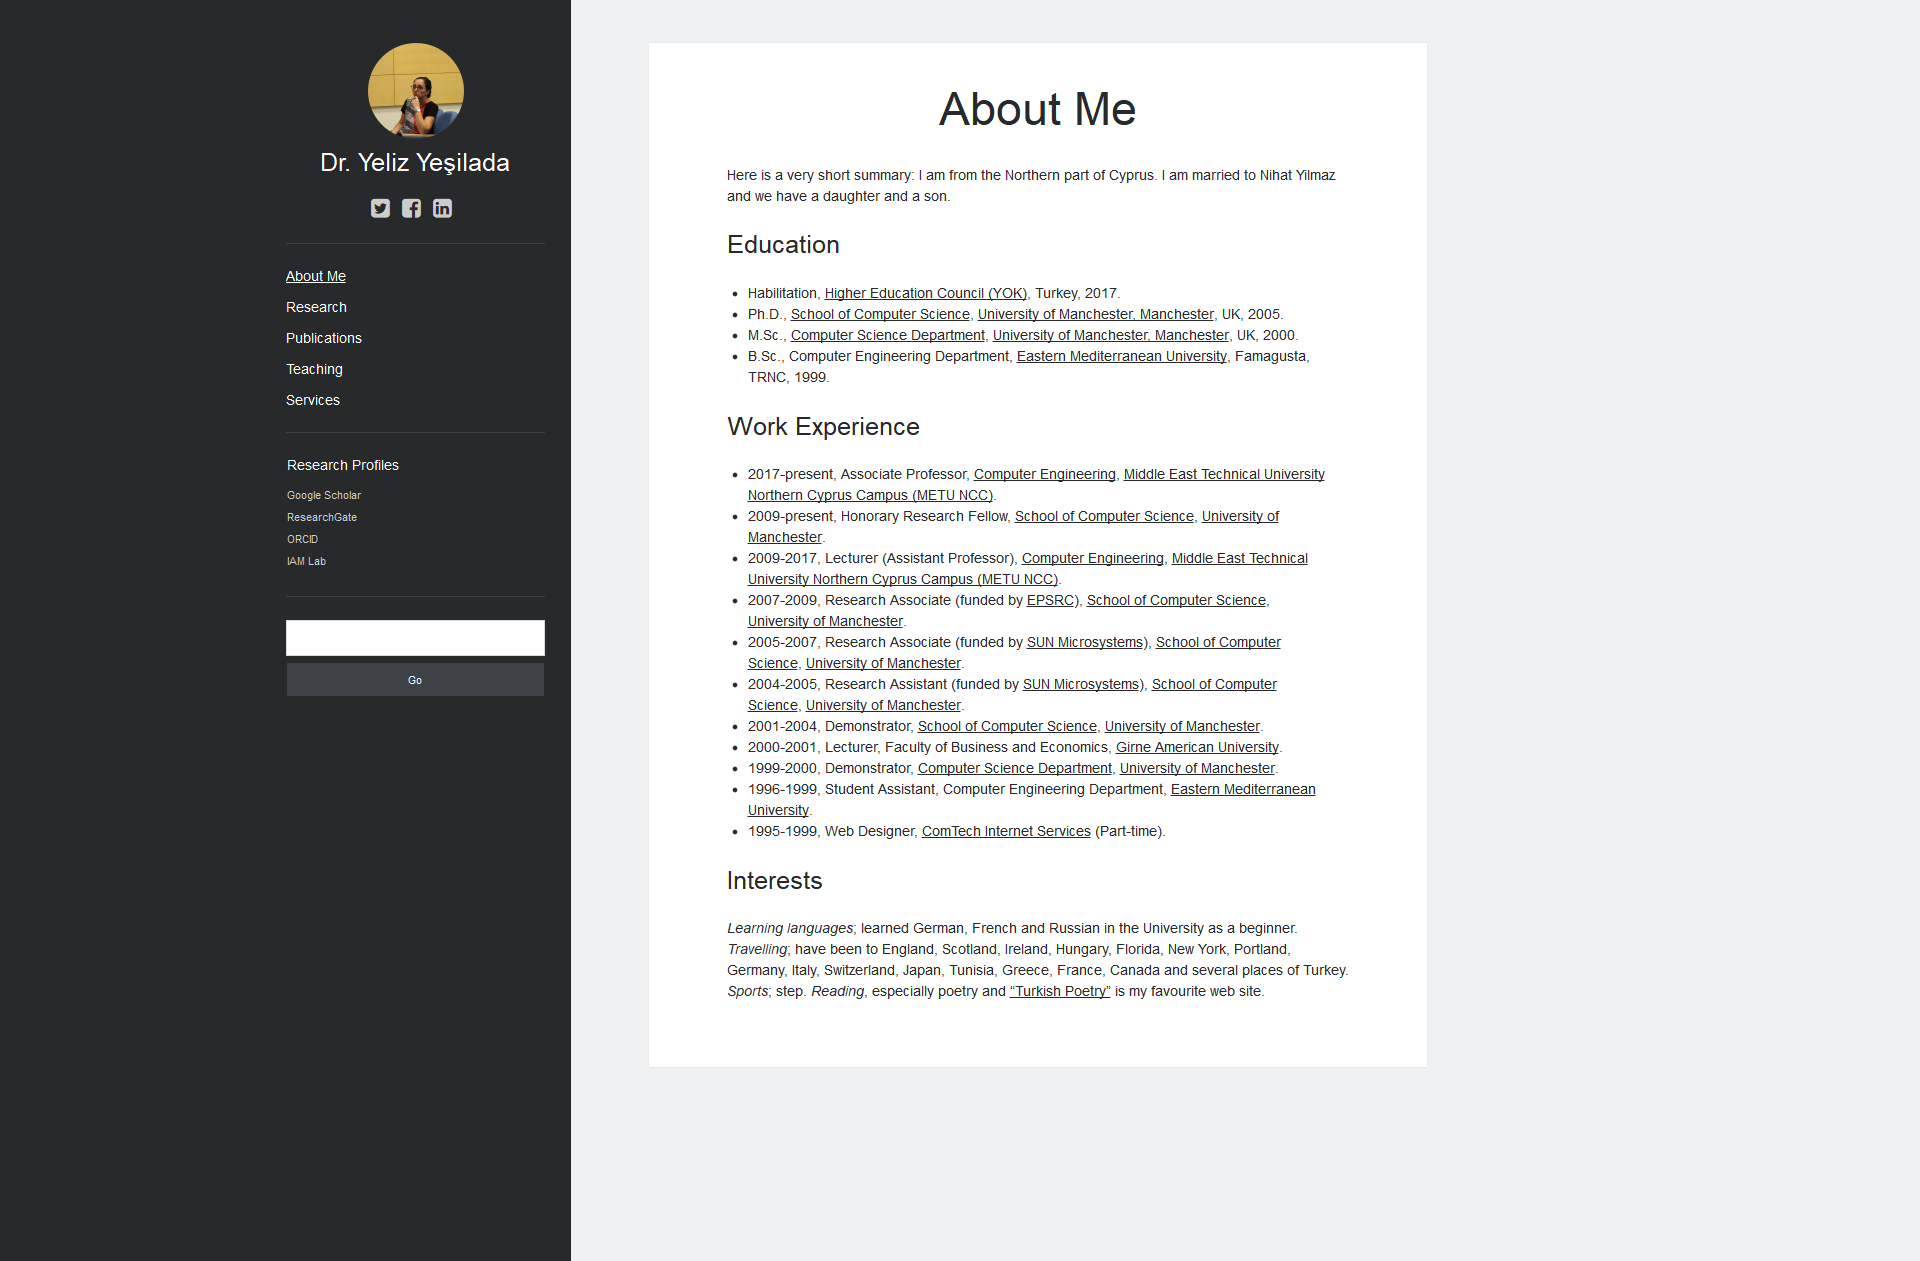 Dr. Yeliz Yeşilada
About Me
Research
Publications
Teaching
Services
Research Profiles
Google Scholar
ResearchGate
ORCID
IAM Lab
Go
About Me
Here is a very short summary: I am from the Northern part of Cyprus. I am married to Nihat Yilmaz
and we have a daughter and a son.
Education
Habilitation, Higher Education Council (YOK), Turkey, 2017.
Ph.D., School of Computer Science, University of Manchester, Manchester, UK, 2005.
M.Sc., Computer Science Department, University of Manchester, Manchester, UK, 2000.
B.Sc., Computer Engineering Department, Eastern Mediterranean University, Famagusta,
TRNC, 1999.
Work Experience
2017-present, Associate Professor, Computer Engineering, Middle East Technical University
Northern Cyprus Campus (METU NCC).
2009-present, Honorary Research Fellow, School of Computer Science, University of
Manchester.
2009-2017, Lecturer (Assistant Professor), Computer Engineering, Middle East Technical
University Northern Cyprus Campus (METU NCC).
2007-2009, Research Associate (funded by EPSRC), School of Computer Science,
University of Manchester.
2005-2007, Research Associate (funded by SUN Microsystems), School of Computer
Science, University of Manchester.
2004-2005, Research Assistant (funded by SUN Microsystems), School of Computer
Science, University of Manchester.
2001-2004, Demonstrator, School of Computer Science, University of Manchester.
2000-2001, Lecturer, Faculty of Business and Economics, Girne American University.
1999-2000, Demonstrator, Computer Science Department, University of Manchester.
1996-1999, Student Assistant, Computer Engineering Department, Eastern Mediterranean
University.
1995-1999, Web Designer, ComTech Internet Services (Part-time).
Interests
Learning languages; learned German, French and Russian in the University as a beginner.
Travelling; have been to England, Scotland, Ireland, Hungary, Florida, New York, Portland,
Germany, Italy, Switzerland, Japan, Tunisia, Greece, France, Canada and several places of Turkey.
Sports; step. Reading, especially poetry and “Turkish Poetry” is my favourite web site.